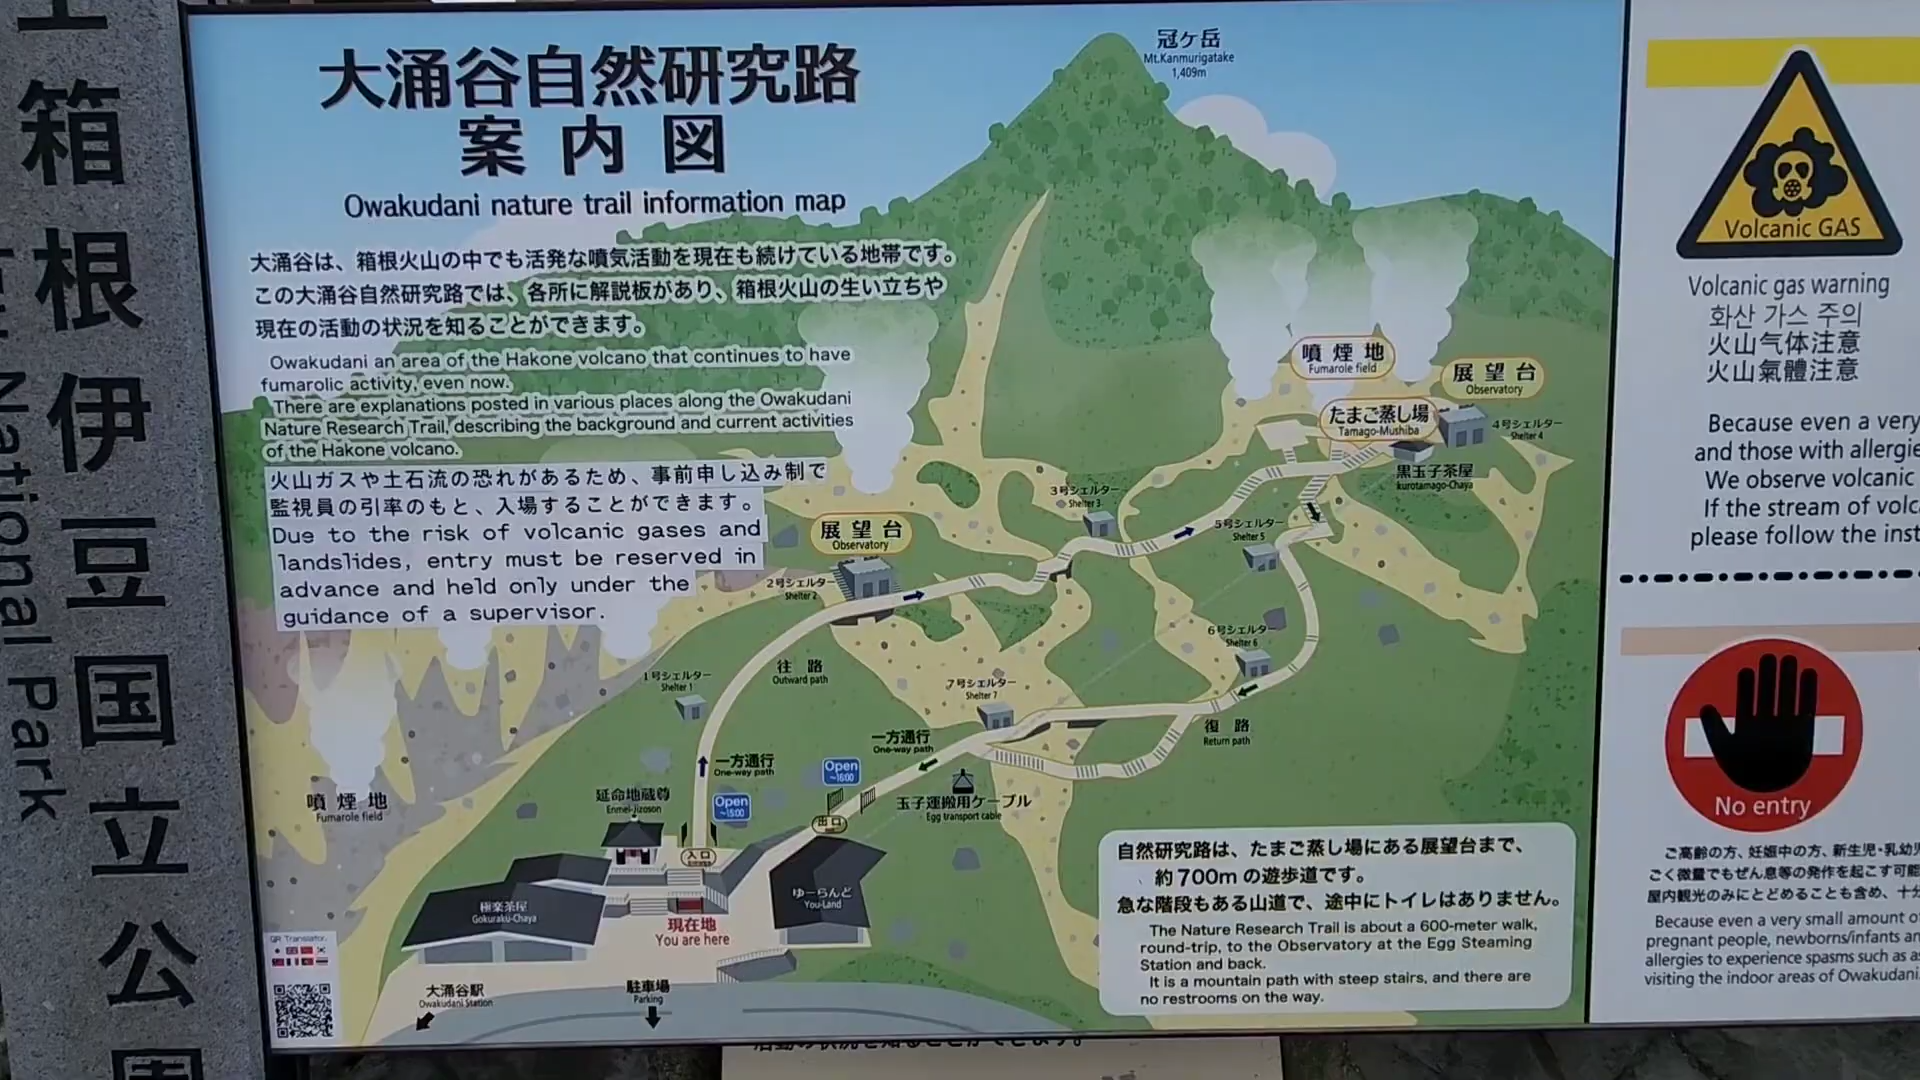 箱根伊豆国立公
National Park
大涌谷自然研究路
案内図
Owakudani nature trail information map
大涌谷は、箱根火山の中でも活発な噴気活動を現在も続けている地帯です。
この大涌谷自然研究路では、各所に解説板があり、箱根火山の生い立ちや
現在の活動の状況を知ることができます。
Owakudani an area of the Hakone volcano that continues to have
fumarolic activity, even now.
There are explanations posted in various places along the Owakudani
Nature Research Trail, describing the background and current activities
of the Hakone volcano.
火山ガスや土石流の恐れがあるため、事前申し込み制で
監視員の引率のもと、入場することができます。
Due to the risk of volcanic gases and
landslides, entry must be reserved in
advance and held only under the
guidance of a supervisor.
冠ヶ岳
Mt.Kanmurigatake
1,409m
噴煙地
Fumarole field
展望台
Observatory
たまご蒸し場
Tamago-Mushiba
4号シェルター
Shelter 4
黒玉子茶屋
kurotamago-Chaya
3号シェルター
Shelter 3
5号シェルター
Shelter 5
展望台
Observatory
2号シェルター
Shelter 2
6号シェルター
Shelter 6
往路
Outward path
1号シェルター
Shelter 1
7号シェルター
Shelter 7
復路
Return path
一方通行
One-way path
一方通行
One-way path
Open
~16:00
Open
~15:00
玉子運搬用ケーブル
Egg transport cable
噴煙地
Fumarole field
延命地蔵尊
Enmei-Jizoson
出口
入口
極楽茶屋
Gokuraku-Chaya
ゆーらんど
You-Land
現在地
You are here
QR Translator
大涌谷駅
Owakudani Station
駐車場
Parking
自然研究路は、たまご蒸し場にある展望台まで、
約700mの遊歩道です。
急な階段もある山道で、途中にトイレはありません。
The Nature Research Trail is about a 600-meter walk,
round-trip, to the Observatory at the Egg Steaming
Station and back.
It is a mountain path with steep stairs, and there are
no restrooms on the way.
Volcanic GAS
Volcanic gas warning
화산 가스 주의
火山气体注意
火山氣體注意
Because even a very
and those with allergie
We observe volcanic
If the stream of volca
please follow the inst
No entry
ご高齢の方、妊娠中の方、新生児・乳幼児
ごく微量でもぜん息等の発作を起こす可能
屋内観光のみにとどめることも含め、十分
Because even a very small amount of
pregnant people, newborns/infants an
allergies to experience spasms such as as
visiting the indoor areas of Owakudani.